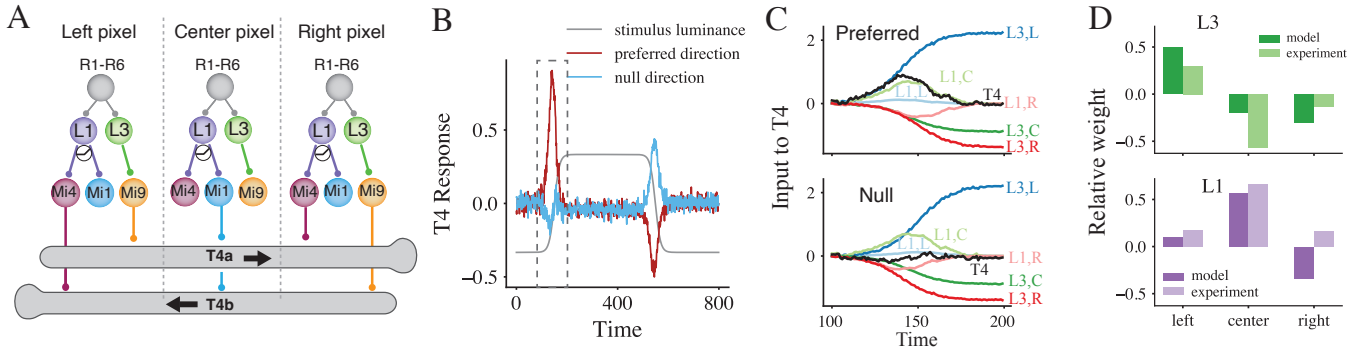 A
Left pixel
Center pixel
Right pixel
R1-R6
R1-R6
R1-R6
L1
L3
L1
L3
L1
L3
Mi4
Mi1
Mi9
Mi4
Mi1
Mi9
Mi4
Mi1
Mi9
T4a
T4b
B
stimulus luminance
preferred direction
null direction
T4 Response
0.5
0.0
−0.5
0
400
800
Time
C
Preferred
L3,L
L1,C
L1,L
T4
L1,R
L3,C
L3,R
2
0
Input to T4
Null
L3,L
L1,C
L1,L
L1,R
T4
L3,C
L3,R
2
0
100
150
200
Time
D
L3
model
experiment
0.5
0.0
−0.5
Relative weight
L1
model
experiment
0.5
0.0
−0.5
left
center
right